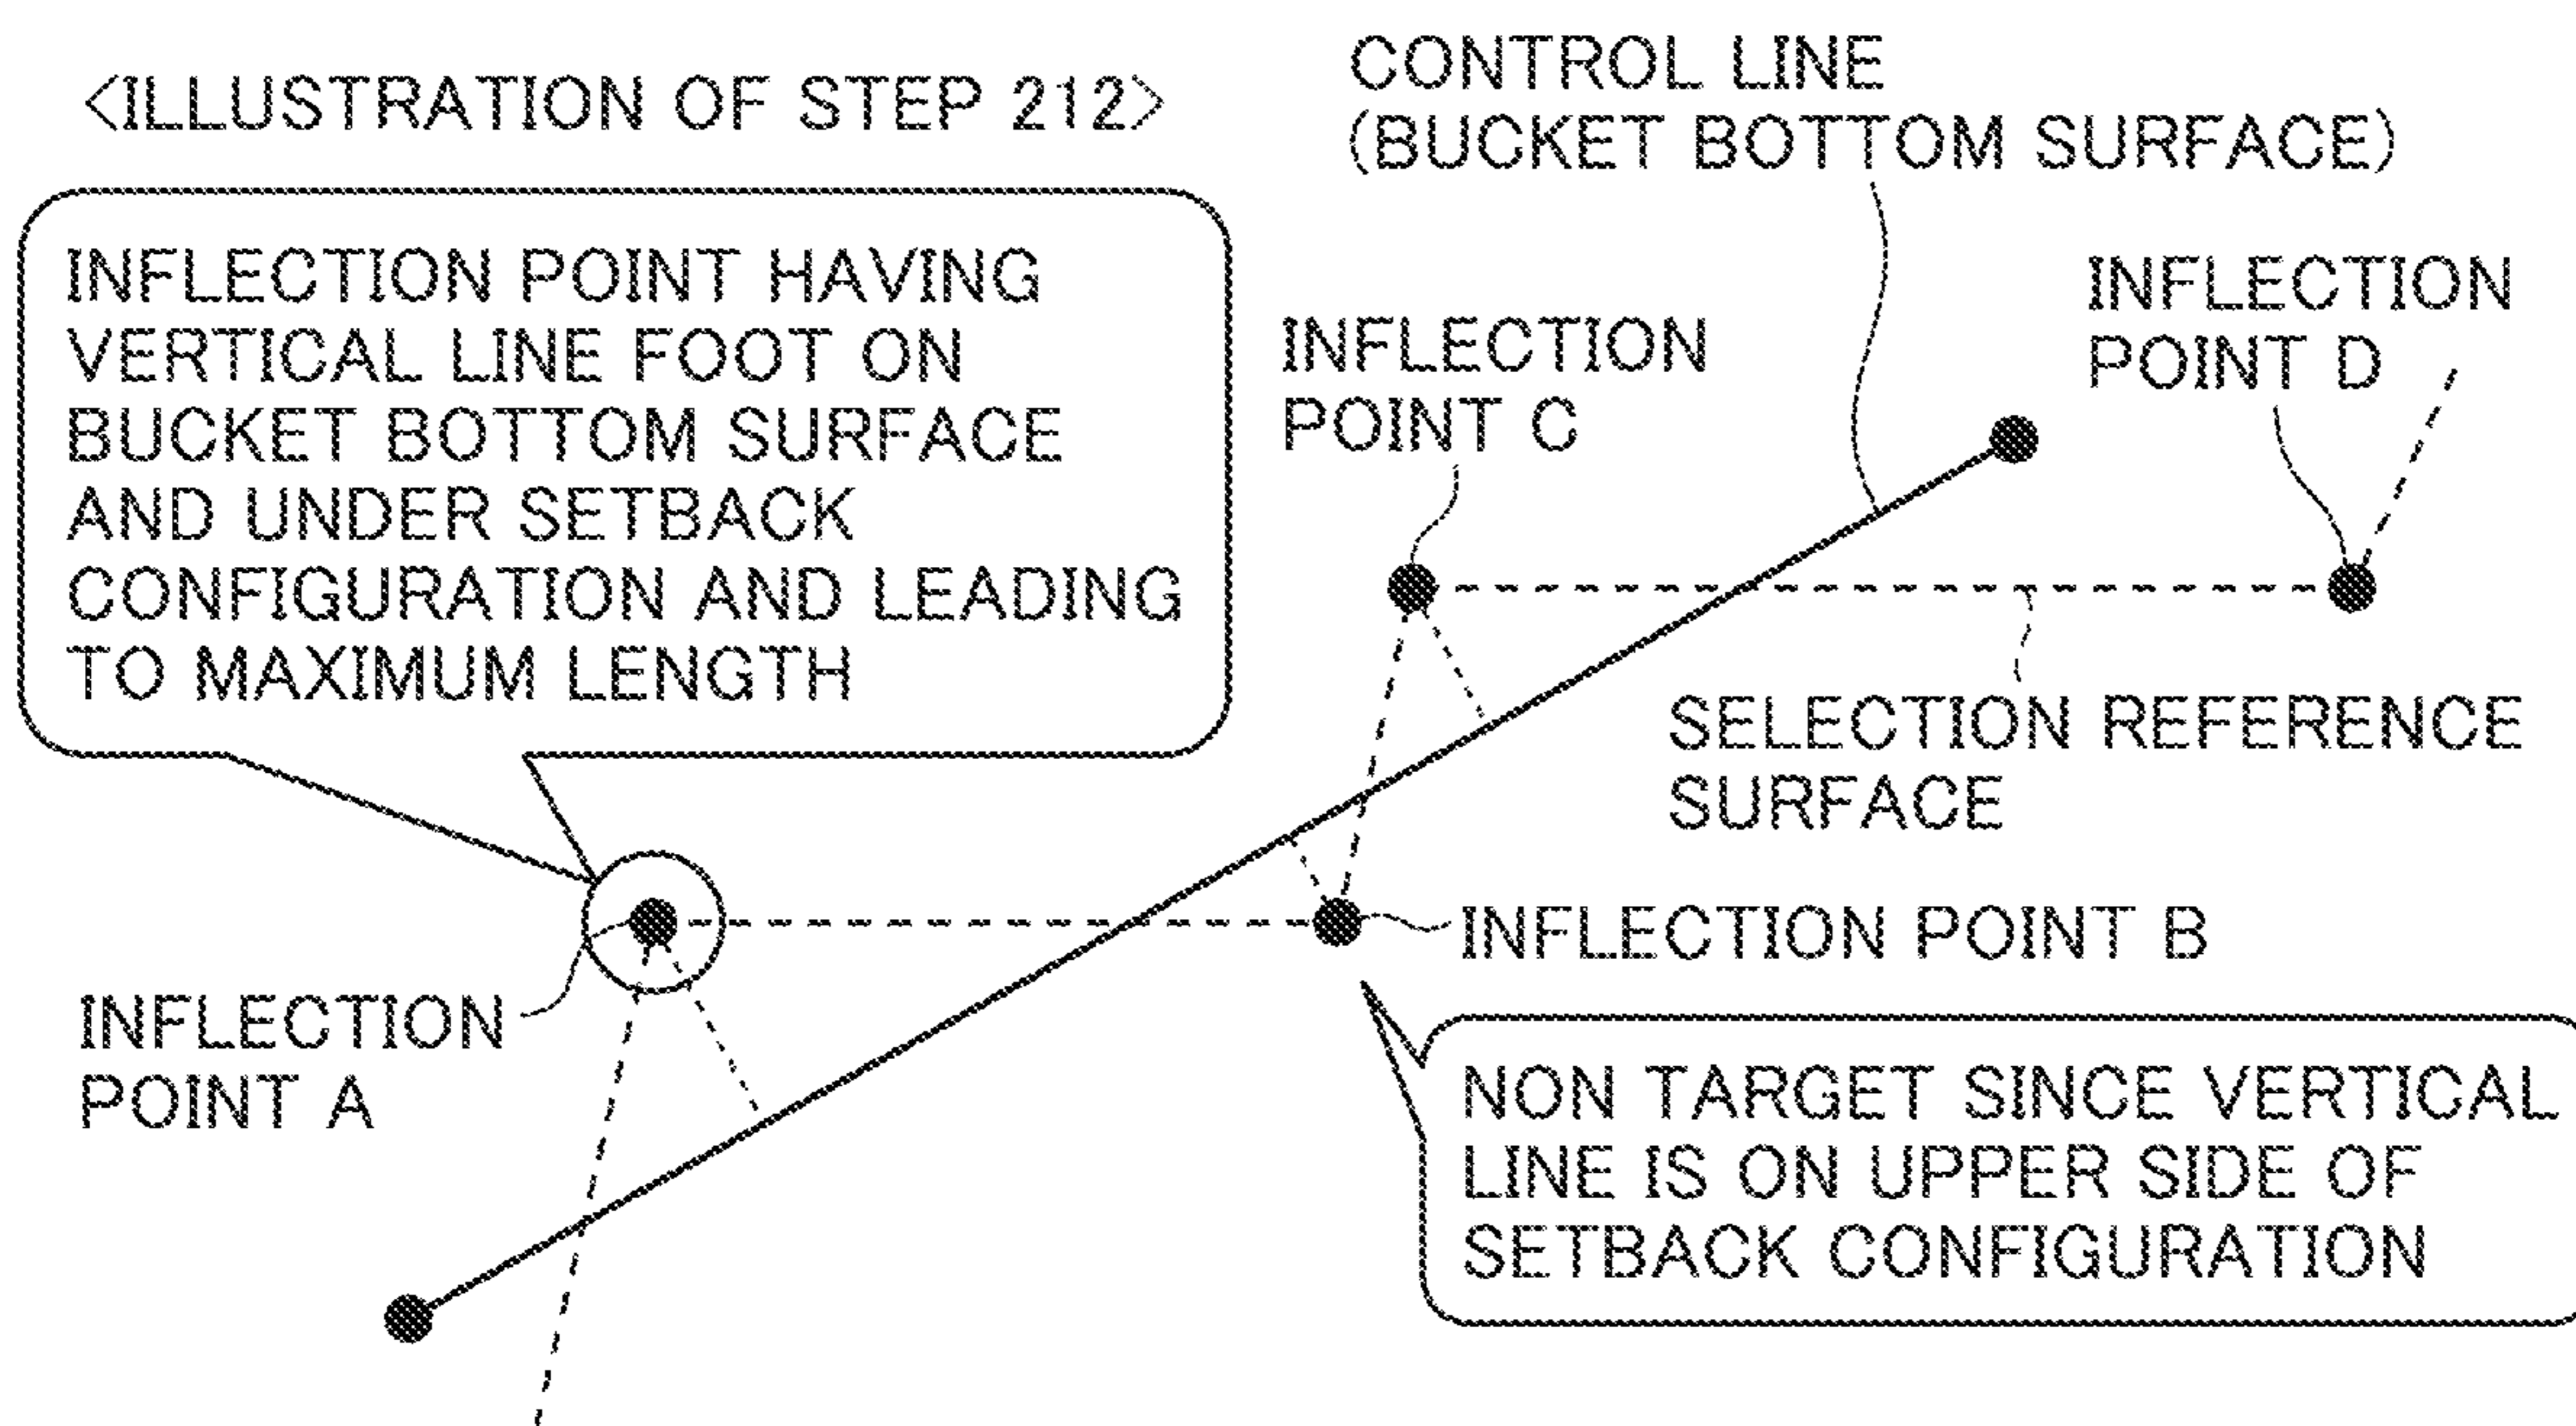 <ILLUSTRATION OF STEP 212>
CONTROL LINE
(BUCKET BOTTOM SURFACE)
INFLECTION POINT HAVING
VERTICAL LINE FOOT ON
BUCKET BOTTOM SURFACE
AND UNDER SETBACK
CONFIGURATION AND LEADING
TO MAXIMUM LENGTH
INFLECTION
POINT C
INFLECTION
POINT D
SELECTION REFERENCE
SURFACE
INFLECTION POINT B
INFLECTION
POINT A
NON TARGET SINCE VERTICAL
LINE IS ON UPPER SIDE OF
SETBACK CONFIGURATION